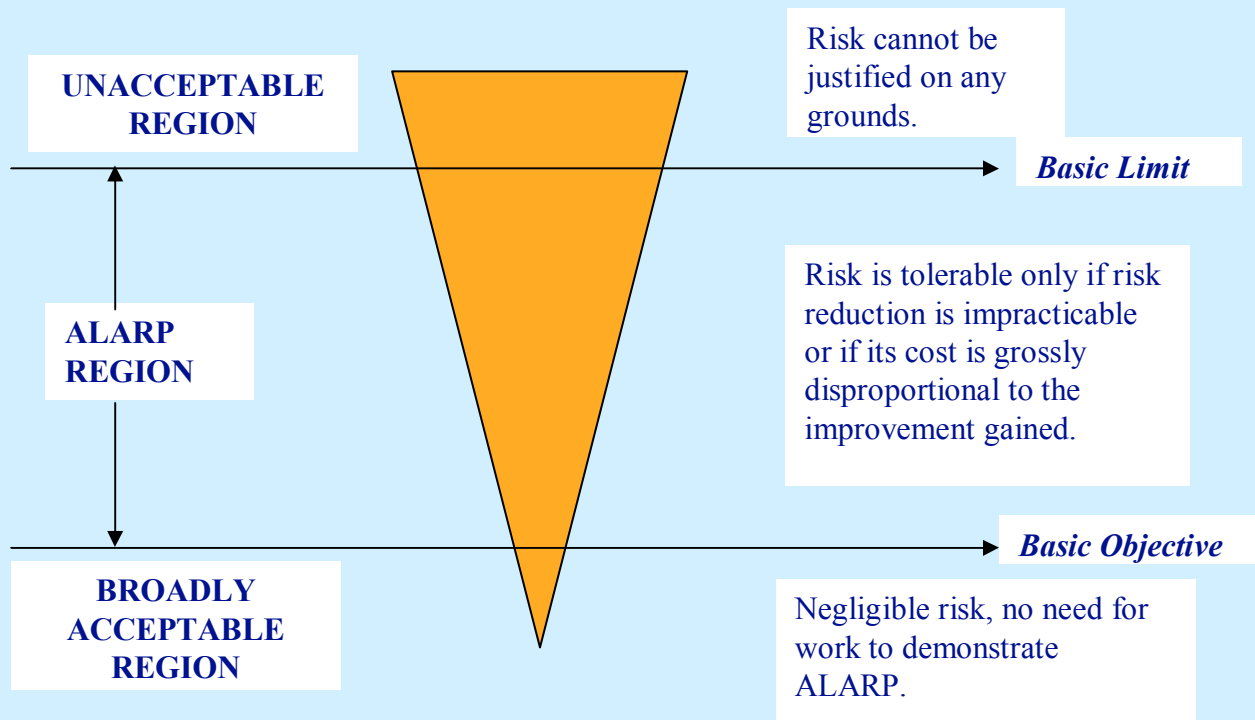 UNACCEPTABLE
REGION
Risk cannot be
justified on any
grounds.
Basic Limit
ALARP
REGION
Risk is tolerable only if risk
reduction is impracticable
or if its cost is grossly
disproportional to the
improvement gained.
Basic Objective
BROADLY
ACCEPTABLE
REGION
Negligible risk, no need for
work to demonstrate
ALARP.